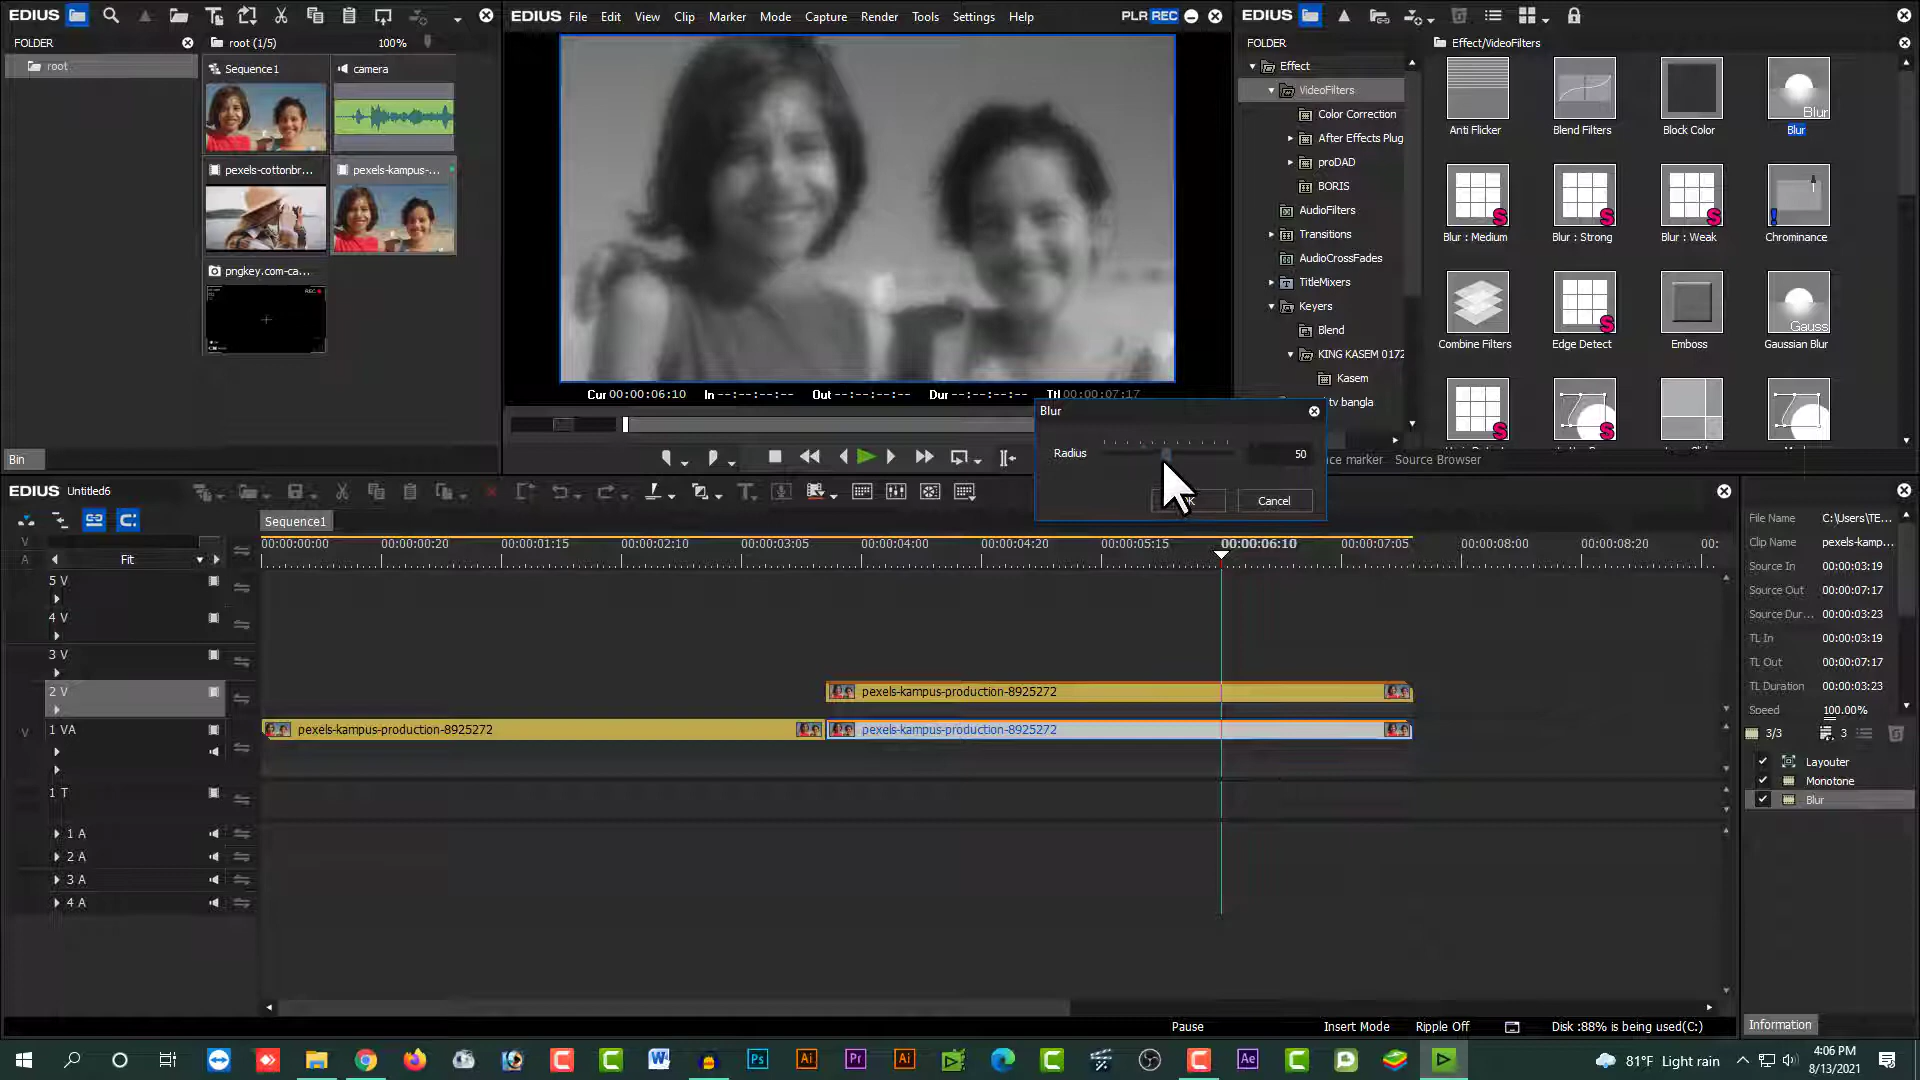 EDIUS
FOLDER
root
root (1/5)
100%
Sequence1
camera
pexels-cottonbr...
pexels-kampus-...
pngkey.com-ca...
REC
Bin
EDIUS File Edit View Clip Marker Mode Capture Render Tools Settings Help
PLR REC
Cur 00:00:06:10 In --:--:--:-- Out --:--:--:-- Dur --:--:--:-- Ttl 00:00:07:17
EDIUS
FOLDER
Effect
VideoFilters
Color Correction
After Effects Plug
proDAD
BORIS
AudioFilters
Transitions
AudioCrossFades
TitleMixers
Keyers
Blend
KING KASEM 0172
Kasem
tv bangla
Effect/VideoFilters
Anti Flicker
Blend Filters
Block Color
Blur
Blur
Blur : Medium
Blur : Strong
Blur : Weak
Chrominance
Combine Filters
Edge Detect
Emboss
Gauss
Gaussian Blur
ce marker
Source Browser
Blur
Radius
50
Cancel
EDIUS Untitled6
Sequence1
Fit
00:00:00:00 00:00:00:20 00:00:01:15 00:00:02:10 00:00:03:05 00:00:04:00 00:00:04:20 00:00:05:15 00:00:06:10 00:00:07:05 00:00:08:00 00:00:08:20 00:
V
A
5 V
4 V
3 V
2 V
pexels-kampus-production-8925272
V
1 VA
pexels-kampus-production-8925272
pexels-kampus-production-8925272
1 T
1 A
2 A
3 A
4 A
File Name C:\Users\TE...
Clip Name pexels-kamp...
Source In 00:00:03:19
Source Out 00:00:07:17
Source Dur... 00:00:03:23
TL In 00:00:03:19
TL Out 00:00:07:17
TL Duration 00:00:03:23
Speed 100.00%
3/3
3
Layouter
Monotone
Blur
Pause
Insert Mode
Ripple Off
Disk :88% is being used(C:)
Information
81°F Light rain
4:06 PM
8/13/2021